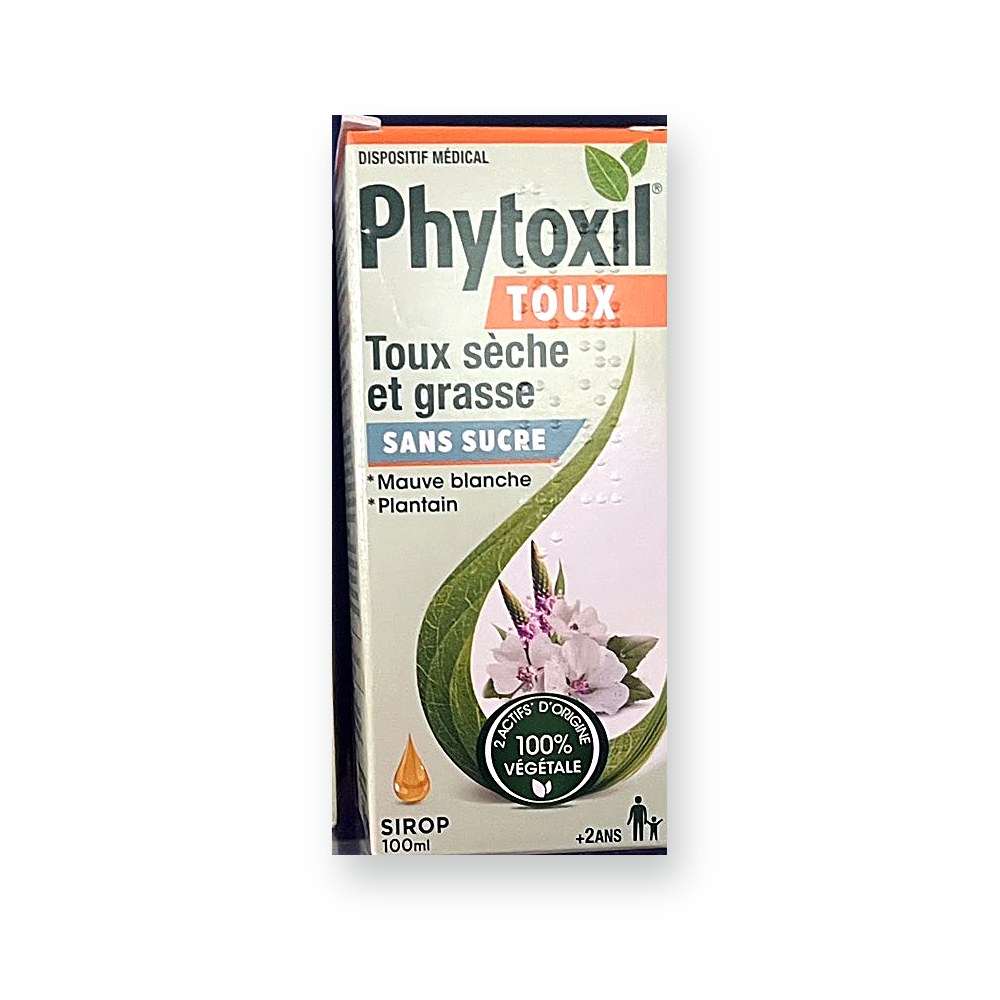 DISPOSITIF MÉDICAL
Phytoxil®
TOUX
Toux sèche
et grasse
SANS SUCRE
*Mauve blanche
*Plantain
2 ACTIFS* D'ORIGINE
100%
VÉGÉTALE
SIROP
100ml
+2ANS